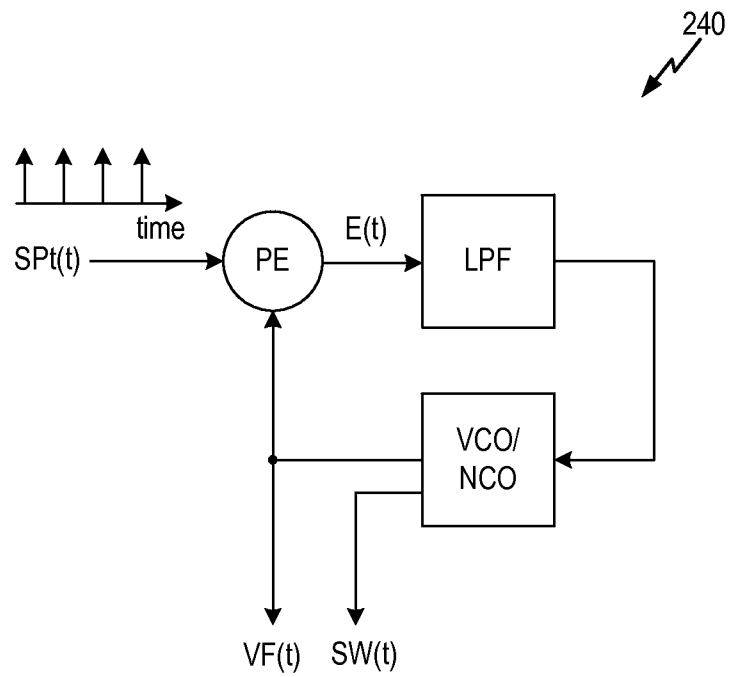 240
time
SPt(t)
PE
E(t)
LPF
VCO/
NCO
VF(t)
SW(t)